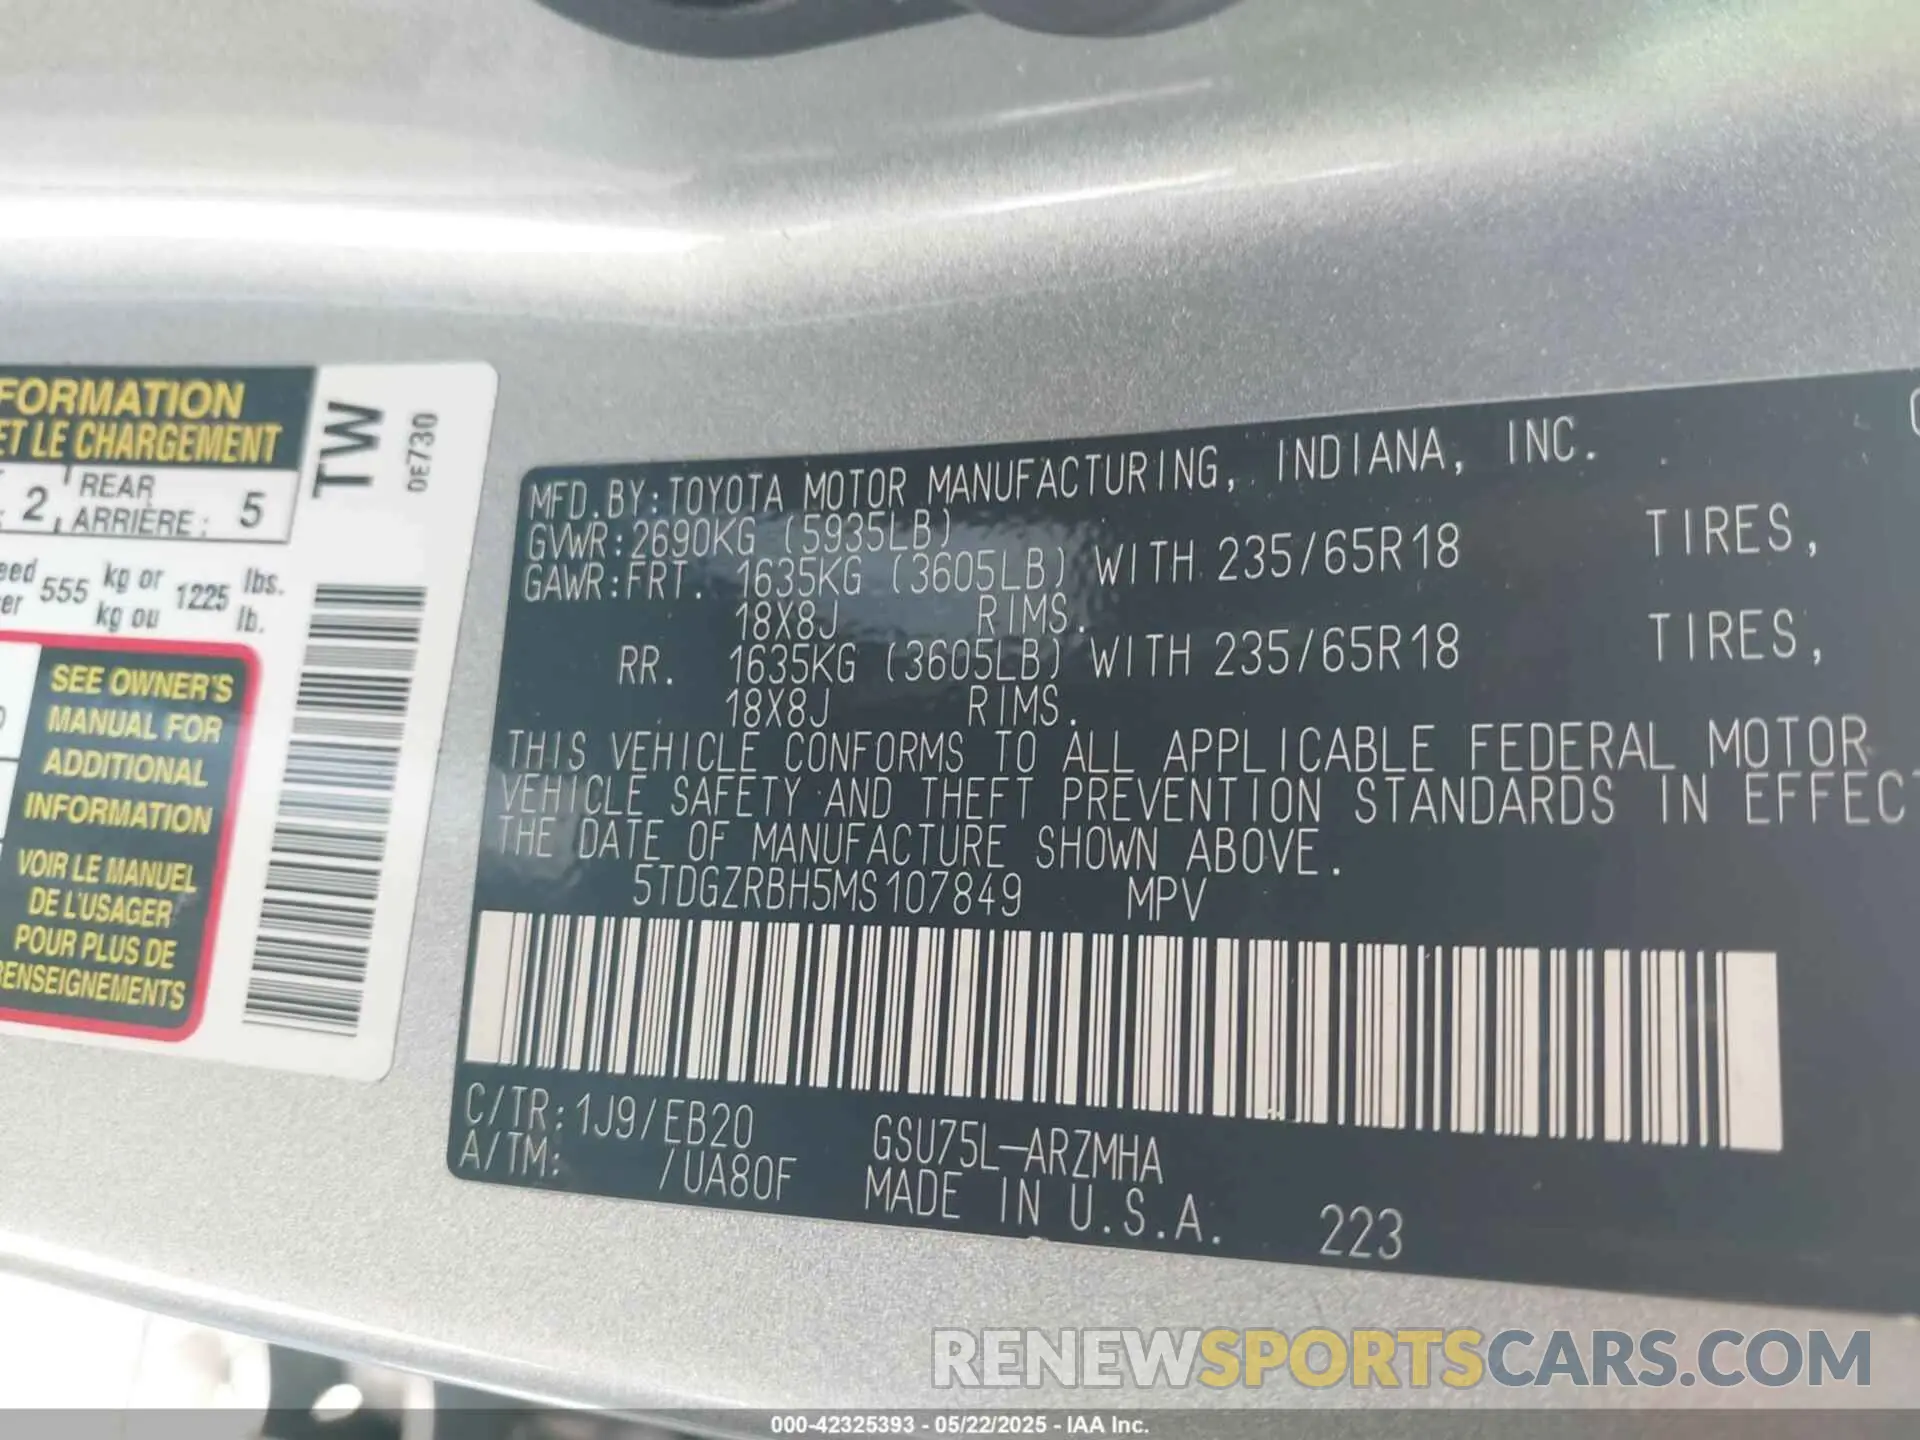 FORMATION
ET LE CHARGEMENT
2, REAR
ARRIÈRE : 5
555 kg or 1225 lbs.
kg ou lb.
SEE OWNER'S
MANUAL FOR
ADDITIONAL
INFORMATION
VOIR LE MANUEL
DE L'USAGER
POUR PLUS DE
RENSEIGNEMENTS
TW
0E730
MFD.BY:TOYOTA MOTOR MANUFACTURING, INDIANA, INC.
GVWR:2690KG (5935LB)
GAWR:FRT. 1635KG (3605LB) WITH 235/65R18 TIRES,
18X8J RIMS.
RR. 1635KG (3605LB) WITH 235/65R18 TIRES,
18X8J RIMS.
THIS VEHICLE CONFORMS TO ALL APPLICABLE FEDERAL MOTOR
VEHICLE SAFETY AND THEFT PREVENTION STANDARDS IN EFFECT
THE DATE OF MANUFACTURE SHOWN ABOVE.
5TDGZRBH5MS107849 MPV
C/TR:1J9/EB20 GSU75L-ARZMHA
A/TM: /UA80F MADE IN U.S.A. 223
RENEWSPORTSCARS.COM
000-42325393 - 05/22/2025 - IAA Inc.